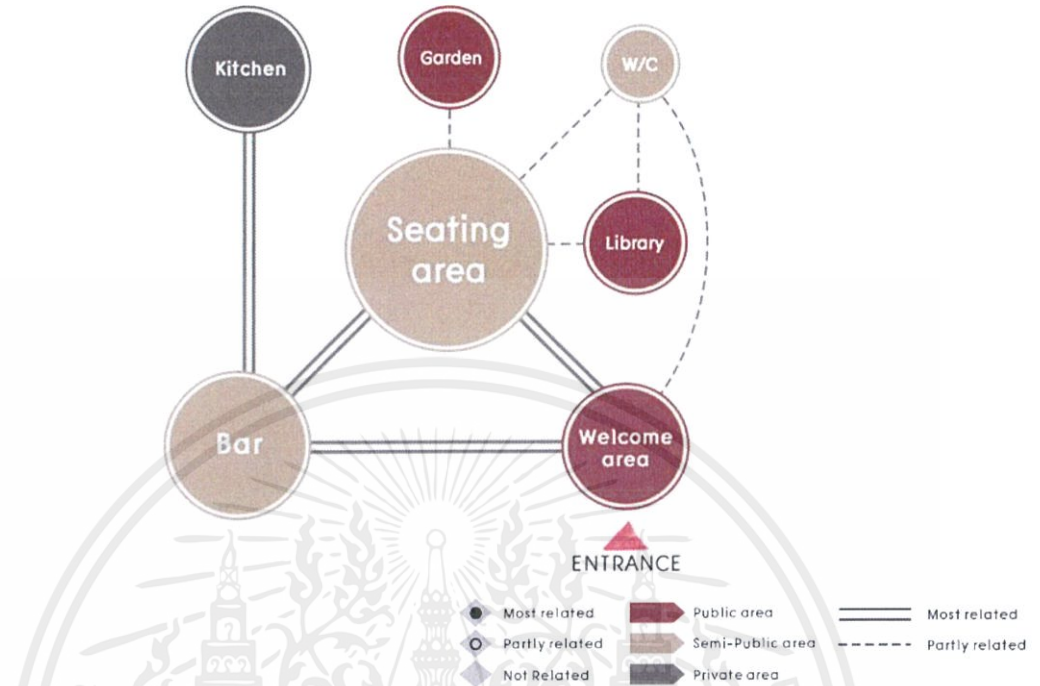 Kitchen
Garden
W/C
Seating
area
Library
Bar
Welcome
area
ENTRANCE
Most related
Public area
Most related
Partly related
Semi-Public area
Partly related
Not Related
Private area